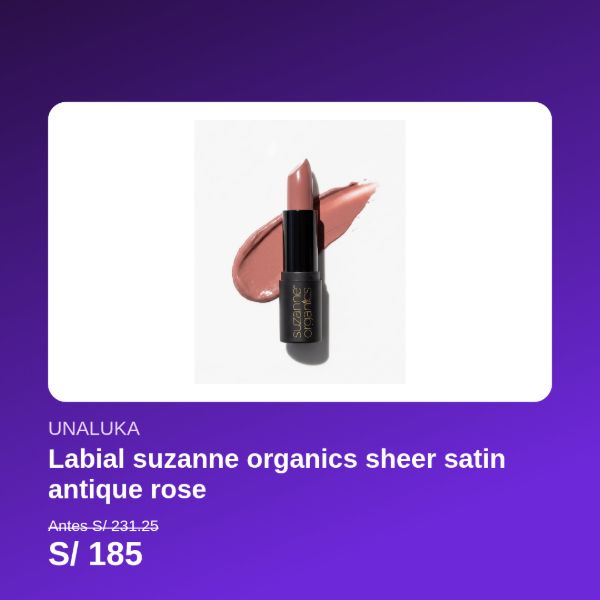 suzanne
organics
UNALUKA
Labial suzanne organics sheer satin
antique rose
Antes S/ 231.25
S/ 185